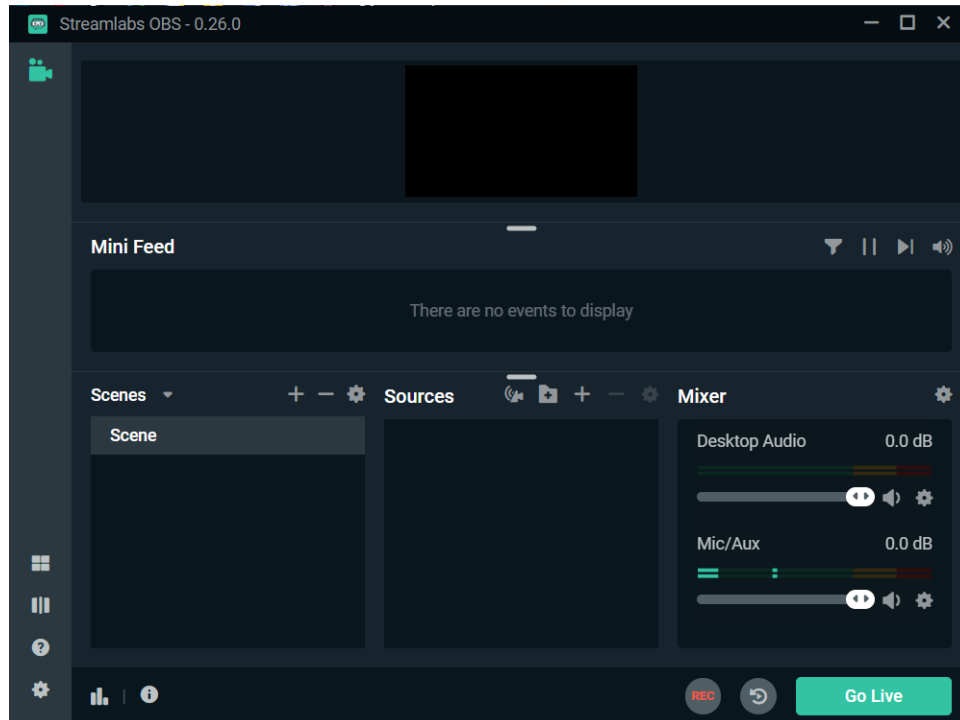 Streamlabs OBS - 0.26.0
Mini Feed
There are no events to display
Scenes
Scene
Sources
Mixer
Desktop Audio 0.0 dB
Mic/Aux 0.0 dB
REC
Go Live